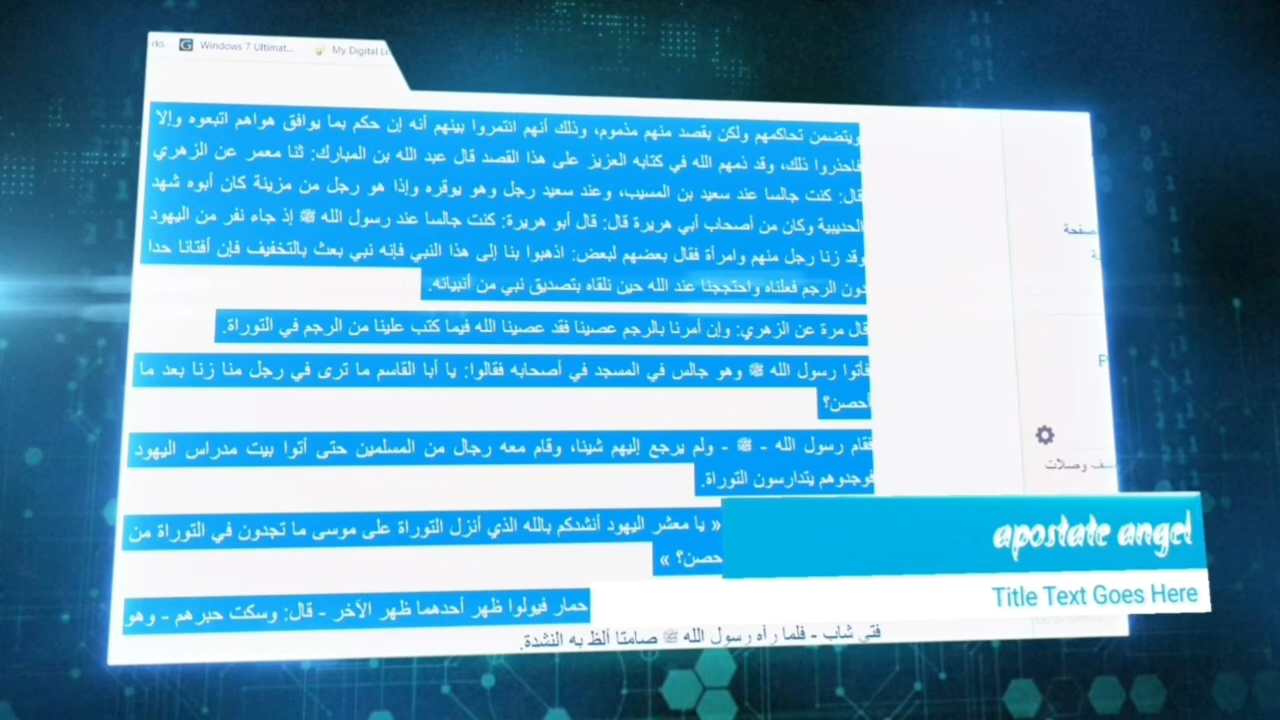 rks Windows 7 Ultimat... My Digital Li
ويتضمن تحاكمهم ولكن بقصد منهم مذموم، وذلك أنهم ائتمروا بينهم أنه إن حكم بما يوافق هواهم اتبعوه وإلا
فاحذروا ذلك، وقد ذمهم الله في كتابه العزيز على هذا القصد قال عبد الله بن المبارك: ثنا معمر عن الزهري
قال: كنت جالسا عند سعيد بن المسيب، وعند سعيد رجل وهو يوقره وإذا هو رجل من مزينة كان أبوه شهد
الحديبية وكان من أصحاب أبي هريرة قال: قال أبو هريرة: كنت جالسا عند رسول الله ﷺ إذ جاء نفر من اليهود
وقد زنا رجل منهم وامرأة فقال بعضهم لبعض: اذهبوا بنا إلى هذا النبي فإنه نبي بعث بالتخفيف فإن أفتانا حدا
دون الرجم فعلناه واحتججنا عند الله حين نلقاه بتصديق نبي من أنبيائه.
قال مرة عن الزهري: وإن أمرنا بالرجم عصينا فقد عصينا الله فيما كتب علينا من الرجم في التوراة.
فأتوا رسول الله ﷺ وهو جالس في المسجد في أصحابه فقالوا: يا أبا القاسم ما ترى في رجل منا زنا بعد ما
أحصن؟
فقام رسول الله - ﷺ - ولم يرجع إليهم شيئا، وقام معه رجال من المسلمين حتى أتوا بيت مدراس اليهود
فوجدوهم يتدارسون التوراة.
« يا معشر اليهود أنشدكم بالله الذي أنزل التوراة على موسى ما تجدون في التوراة من
حصن؟ »
حمار فيولوا ظهر أحدهما ظهر الآخر - قال: وسكت حبرهم - وهو
فتى شاب - فلما رآه رسول الله ﷺ صامتا ألظ به النشدة.
صفحة
P
وصلات
apostate angel
Title Text Goes Here